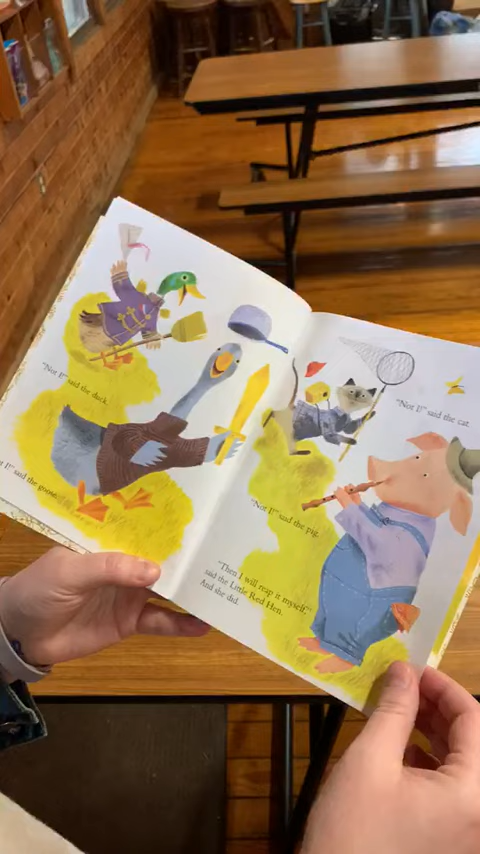 "Not I!" said the duck.
I!" said the goose.
"Not I!" said the cat.
"Not I!" said the pig.
"Then I will reap it myself,"
said the Little Red Hen.
And she did.